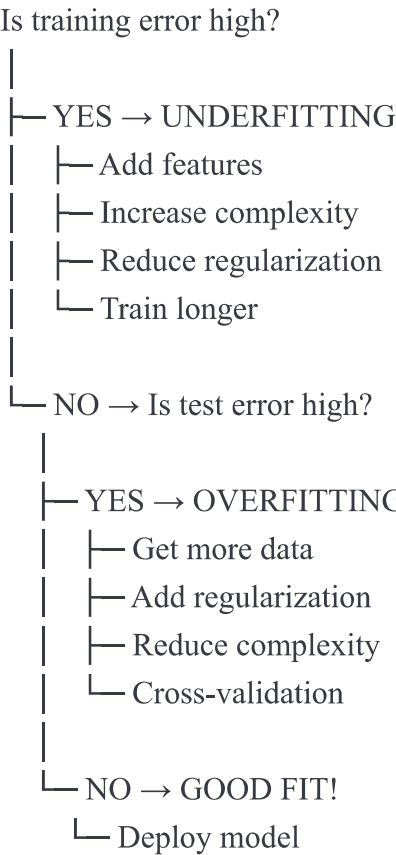 Is training error high?
│
├─ YES → UNDERFITTING
│ ├─ Add features
│ ├─ Increase complexity
│ ├─ Reduce regularization
│ └─ Train longer
│
└─ NO → Is test error high?
│
├─ YES → OVERFITTING
│ ├─ Get more data
│ ├─ Add regularization
│ ├─ Reduce complexity
│ └─ Cross-validation
│
└─ NO → GOOD FIT!
└─ Deploy model